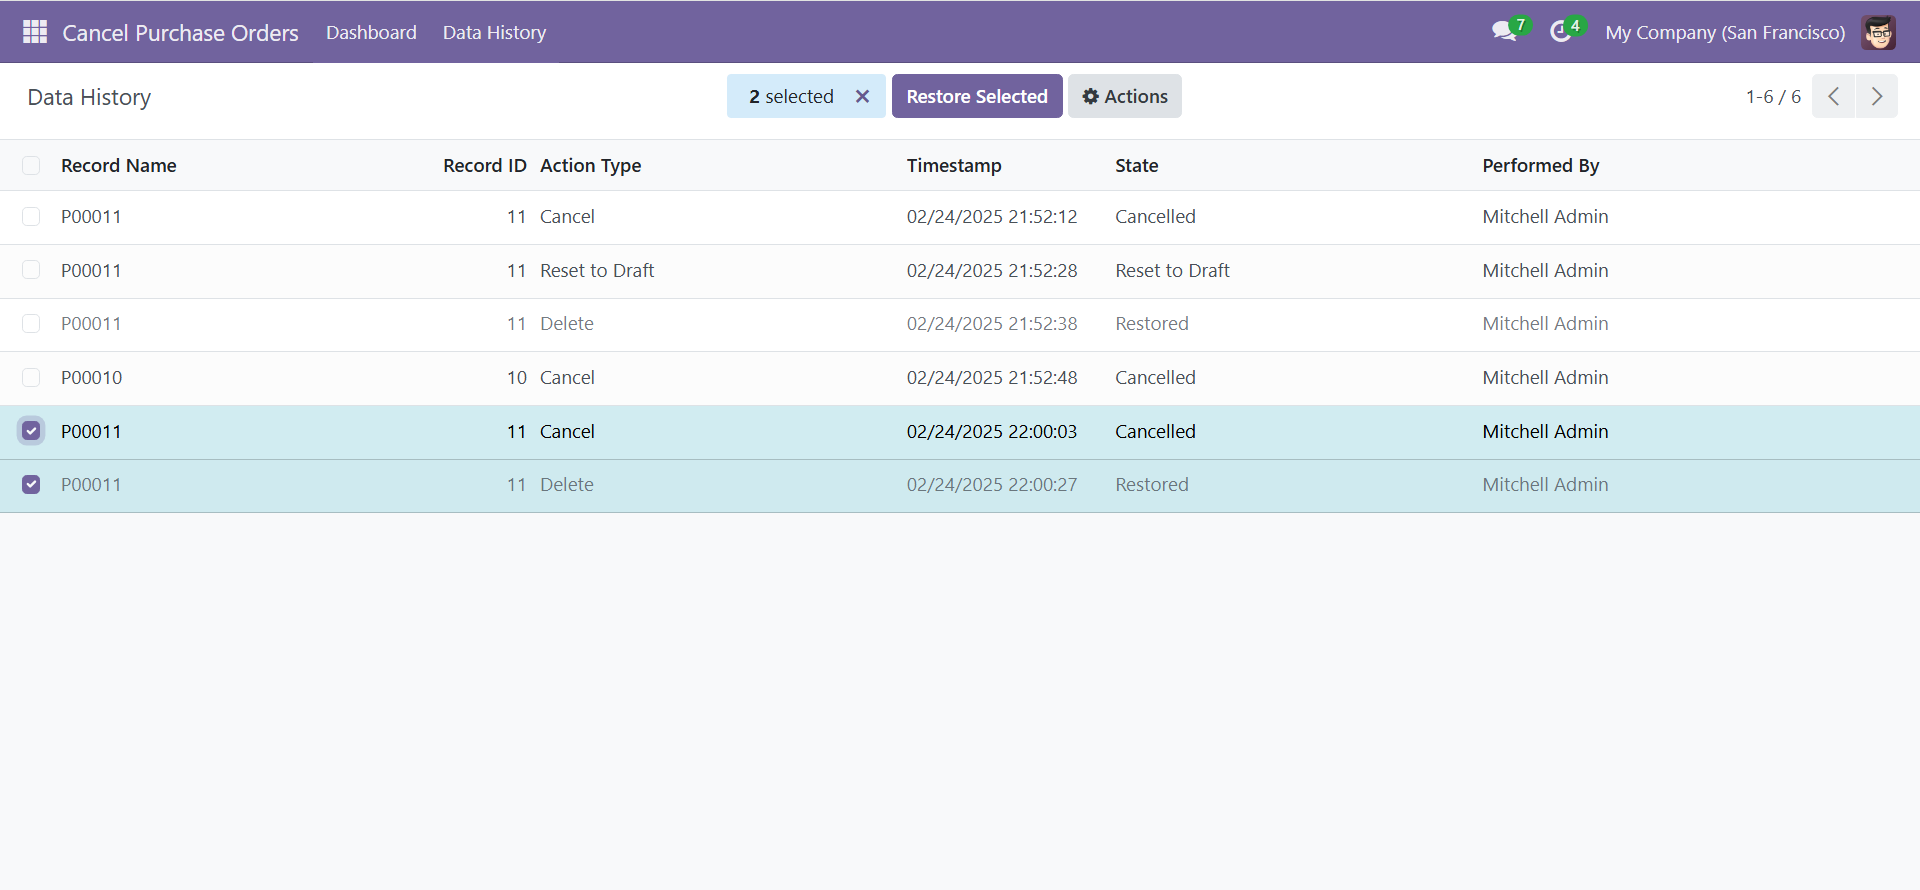 Cancel Purchase Orders Dashboard Data History 7 4 My Company (San Francisco)
Data History 2 selected Restore Selected Actions 1-6 / 6
Record Name Record ID Action Type Timestamp State Performed By
P00011 11 Cancel 02/24/2025 21:52:12 Cancelled Mitchell Admin
P00011 11 Reset to Draft 02/24/2025 21:52:28 Reset to Draft Mitchell Admin
P00011 11 Delete 02/24/2025 21:52:38 Restored Mitchell Admin
P00010 10 Cancel 02/24/2025 21:52:48 Cancelled Mitchell Admin
P00011 11 Cancel 02/24/2025 22:00:03 Cancelled Mitchell Admin
P00011 11 Delete 02/24/2025 22:00:27 Restored Mitchell Admin